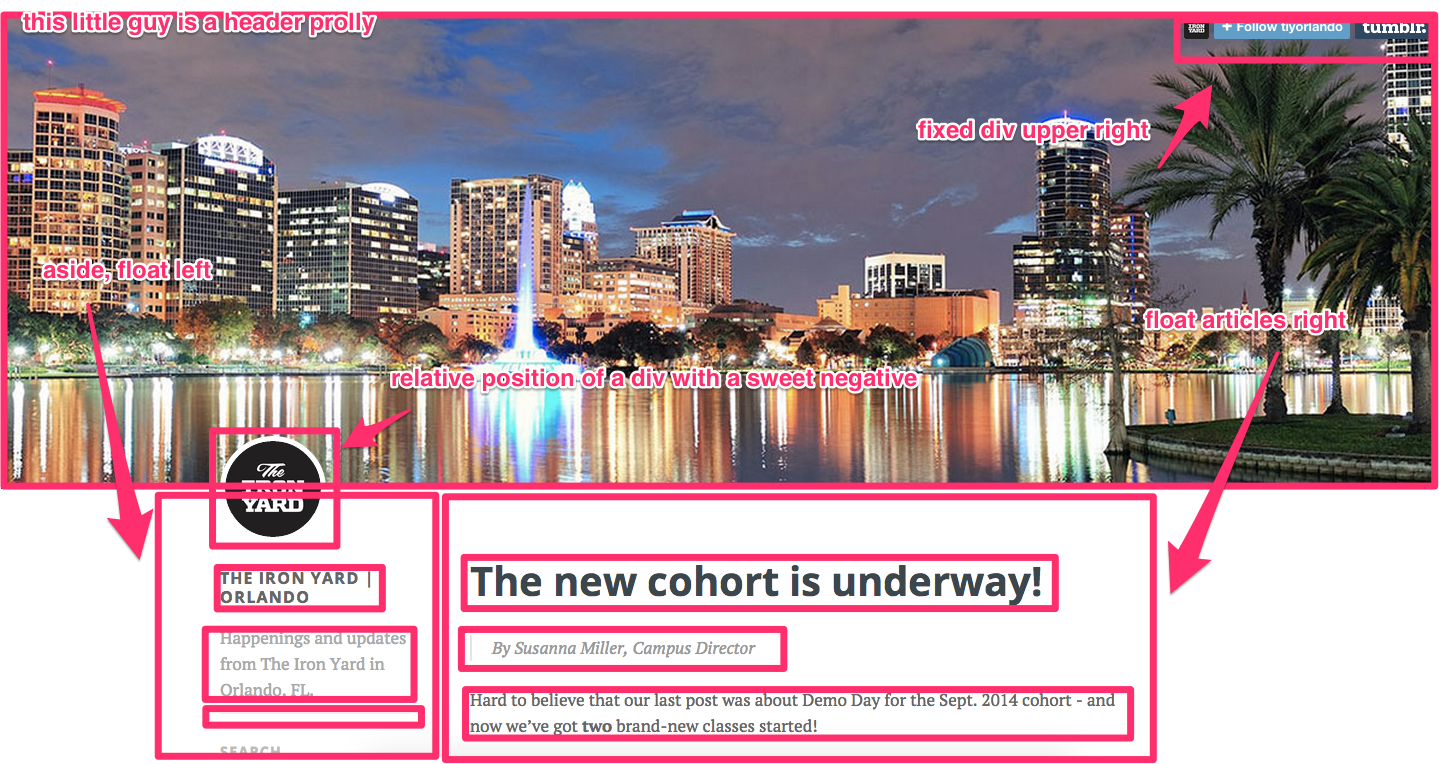 this little guy is a header prolly
IRON
YARD
+ Follow tiyorlando
tumblr.
fixed div upper right
aside, float left
float articles right
relative position of a div with a sweet negative
The
IRON
YARD
THE IRON YARD |
ORLANDO
Happenings and updates
from The Iron Yard in
Orlando, FL.
SEARCH
The new cohort is underway!
By Susanna Miller, Campus Director
Hard to believe that our last post was about Demo Day for the Sept. 2014 cohort - and
now we've got two brand-new classes started!